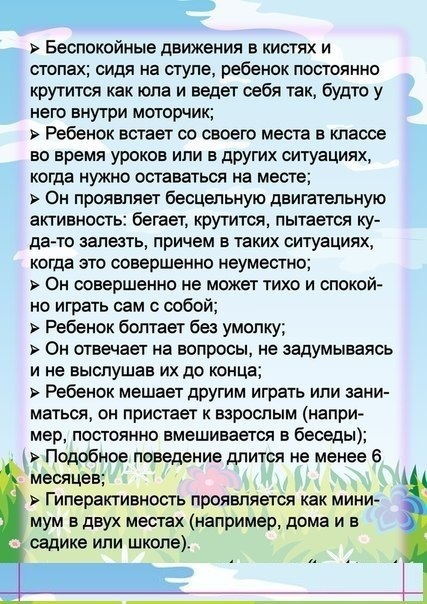 ➢ Беспокойные движения в кистях и
стопах; сидя на стуле, ребенок постоянно
крутится как юла и ведет себя так, будто у
него внутри моторчик;
➢ Ребенок встает со своего места в классе
во время уроков или в других ситуациях,
когда нужно оставаться на месте;
➢ Он проявляет бесцельную двигательную
активность: бегает, крутится, пытается ку-
да-то залезть, причем в таких ситуациях,
когда это совершенно неуместно;
➢ Он совершенно не может тихо и спокой-
но играть сам с собой;
➢ Ребенок болтает без умолку;
➢ Он отвечает на вопросы, не задумываясь
и не выслушав их до конца;
➢ Ребенок мешает другим играть или зани-
маться, он пристает к взрослым (напри-
мер, постоянно вмешивается в беседы);
➢ Подобное поведение длится не менее 6
месяцев;
➢ Гиперактивность проявляется как мини-
мум в двух местах (например, дома и в
садике или школе).